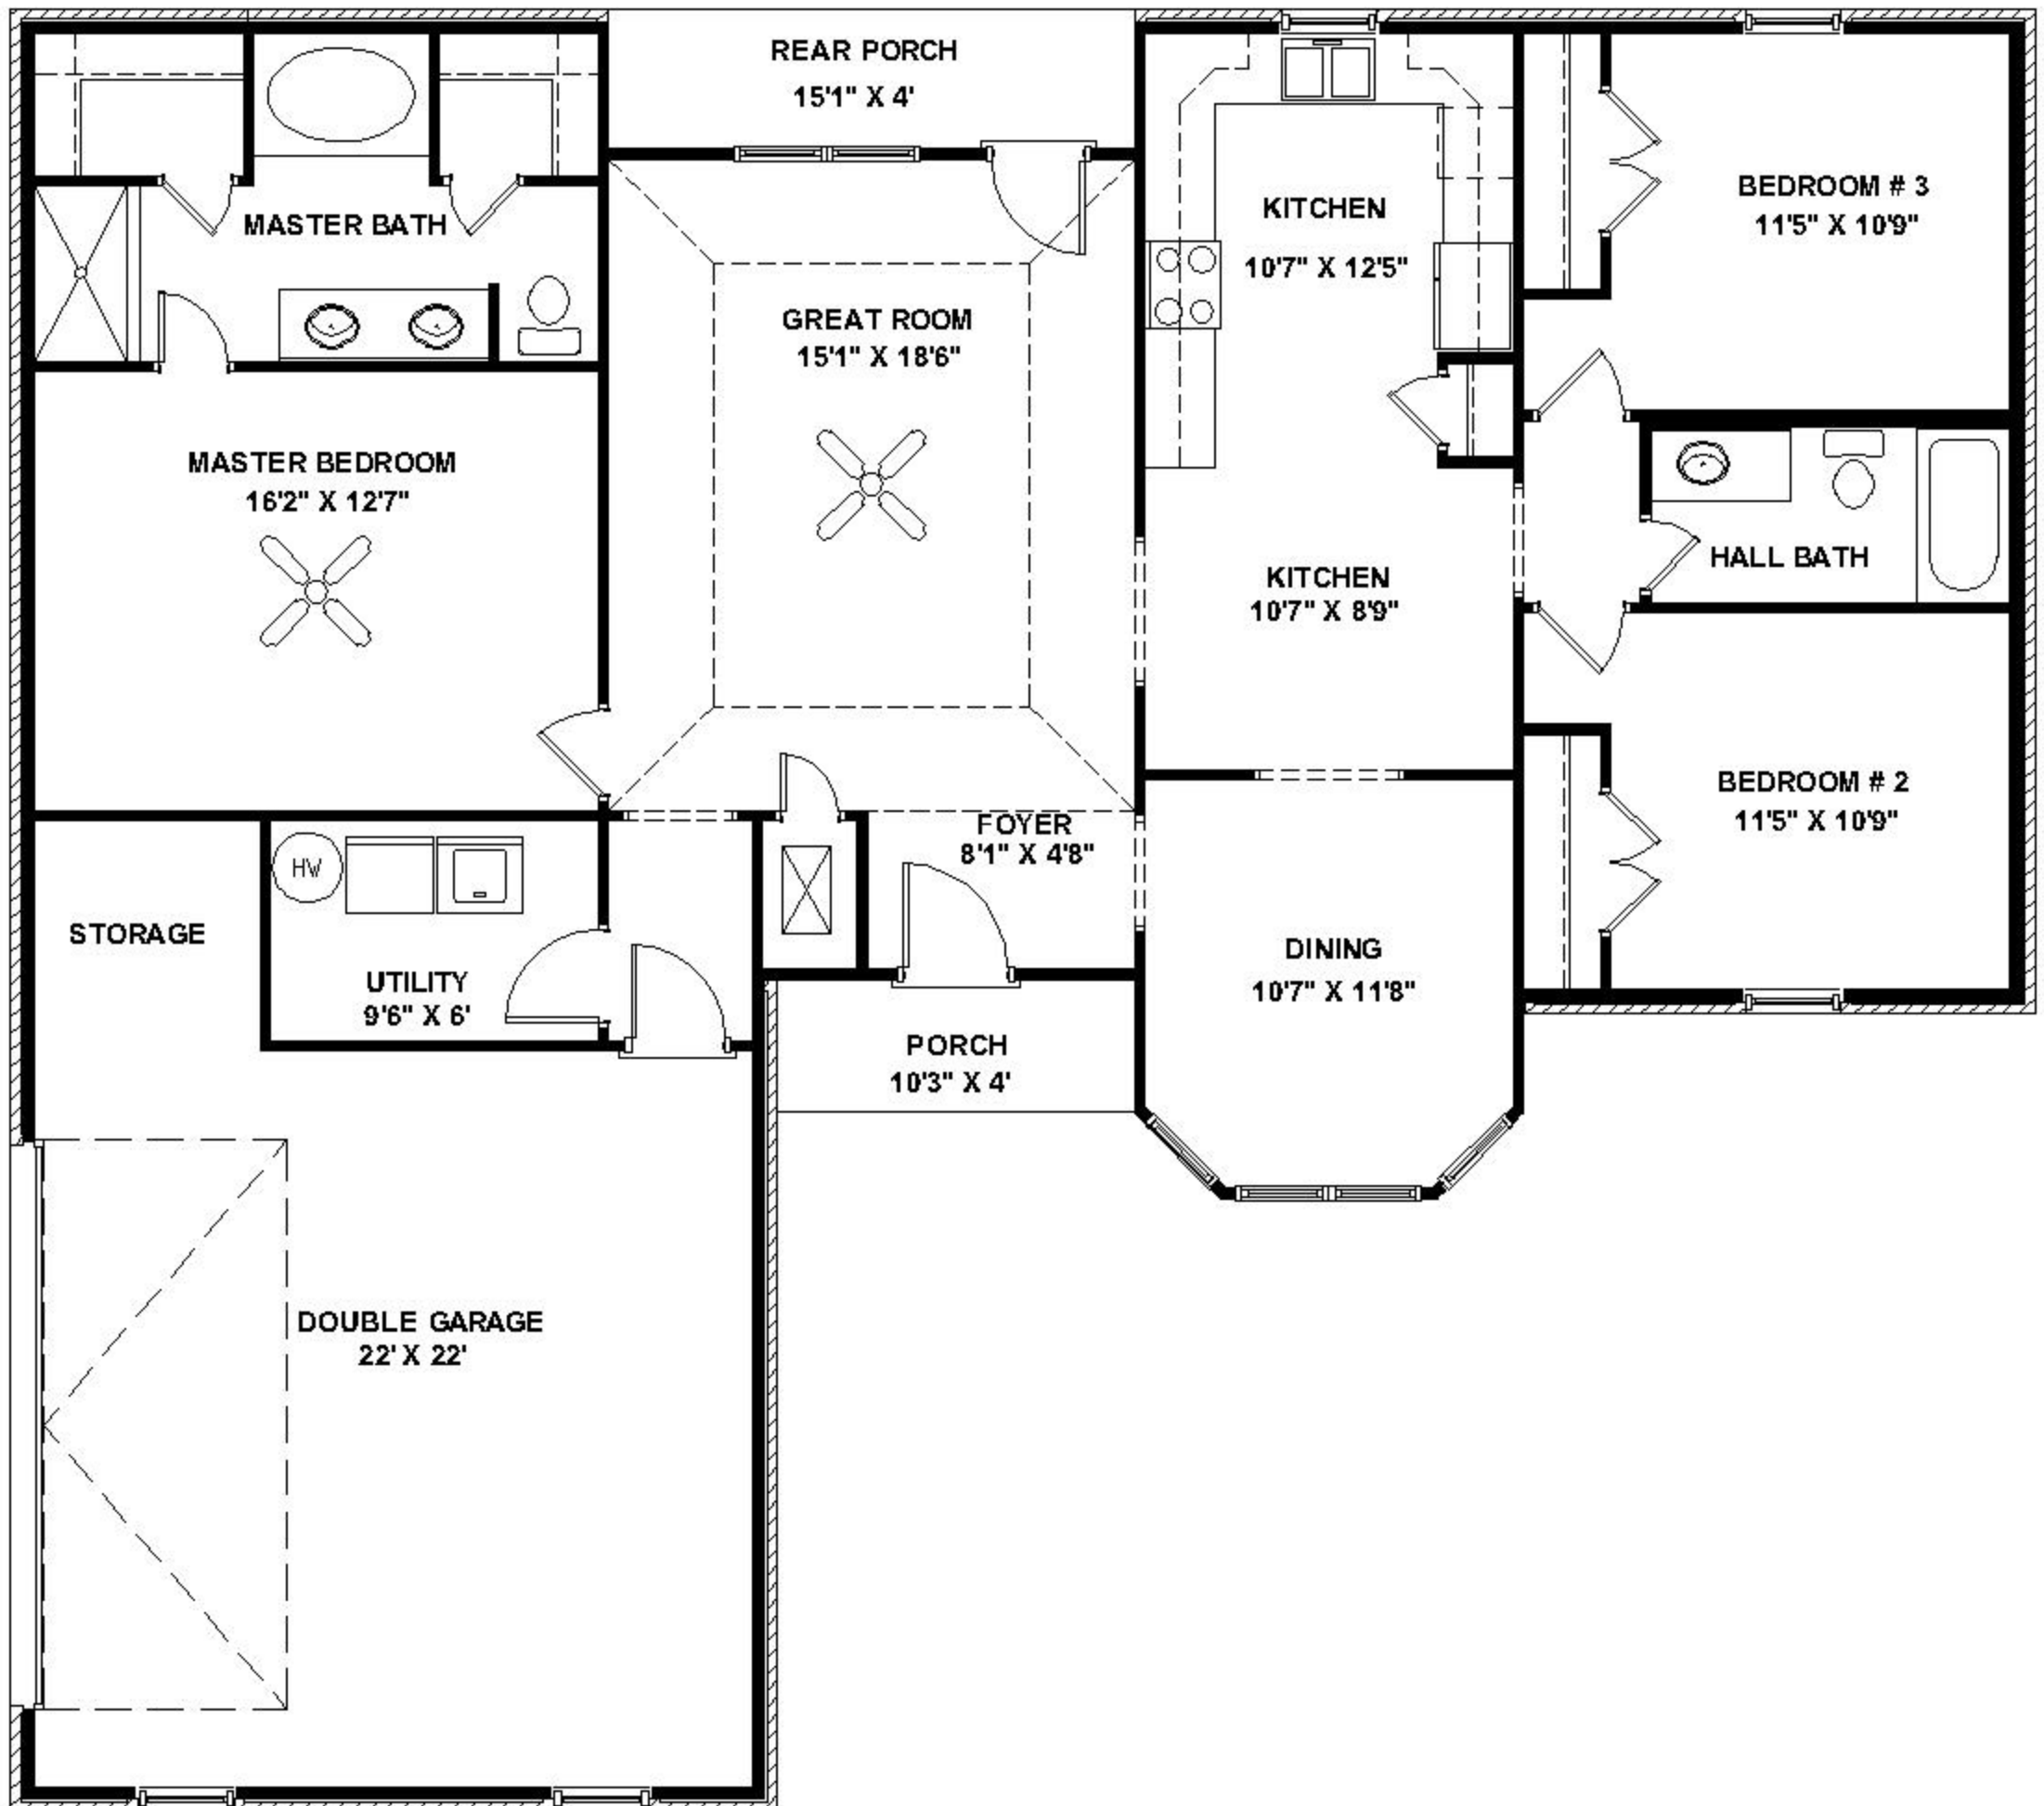 REAR PORCH
15'1" X 4'
MASTER BATH
KITCHEN
10'7" X 12'5"
BEDROOM # 3
11'5" X 10'9"
GREAT ROOM
15'1" X 18'6"
MASTER BEDROOM
16'2" X 12'7"
HALL BATH
KITCHEN
10'7" X 8'9"
BEDROOM # 2
11'5" X 10'9"
FOYER
8'1" X 4'8"
HW
STORAGE
UTILITY
9'6" X 6'
DINING
10'7" X 11'8"
PORCH
10'3" X 4'
DOUBLE GARAGE
22' X 22'